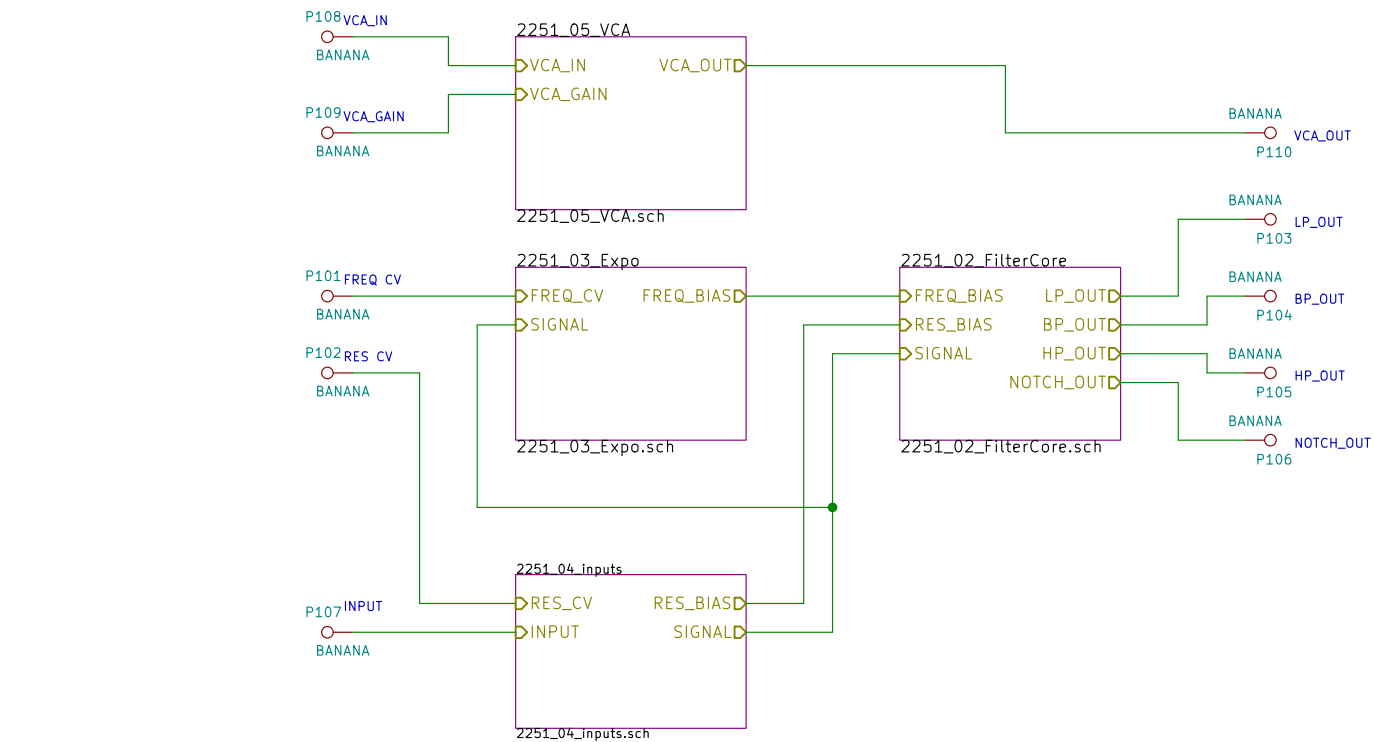 P108 VCA_IN
BANANA
P109 VCA_GAIN
BANANA
2251_05_VCA
VCA_IN
VCA_GAIN
VCA_OUT
2251_05_VCA.sch
BANANA
VCA_OUT
P110
P101 FREQ CV
BANANA
P102 RES CV
BANANA
2251_03_Expo
FREQ_CV
SIGNAL
FREQ_BIAS
2251_03_Expo.sch
2251_02_FilterCore
FREQ_BIAS
RES_BIAS
SIGNAL
LP_OUT
BP_OUT
HP_OUT
NOTCH_OUT
2251_02_FilterCore.sch
BANANA
LP_OUT
P103
BANANA
BP_OUT
P104
BANANA
HP_OUT
P105
BANANA
NOTCH_OUT
P106
P107 INPUT
BANANA
2251_04_inputs
RES_CV
INPUT
RES_BIAS
SIGNAL
2251_04_inputs.sch